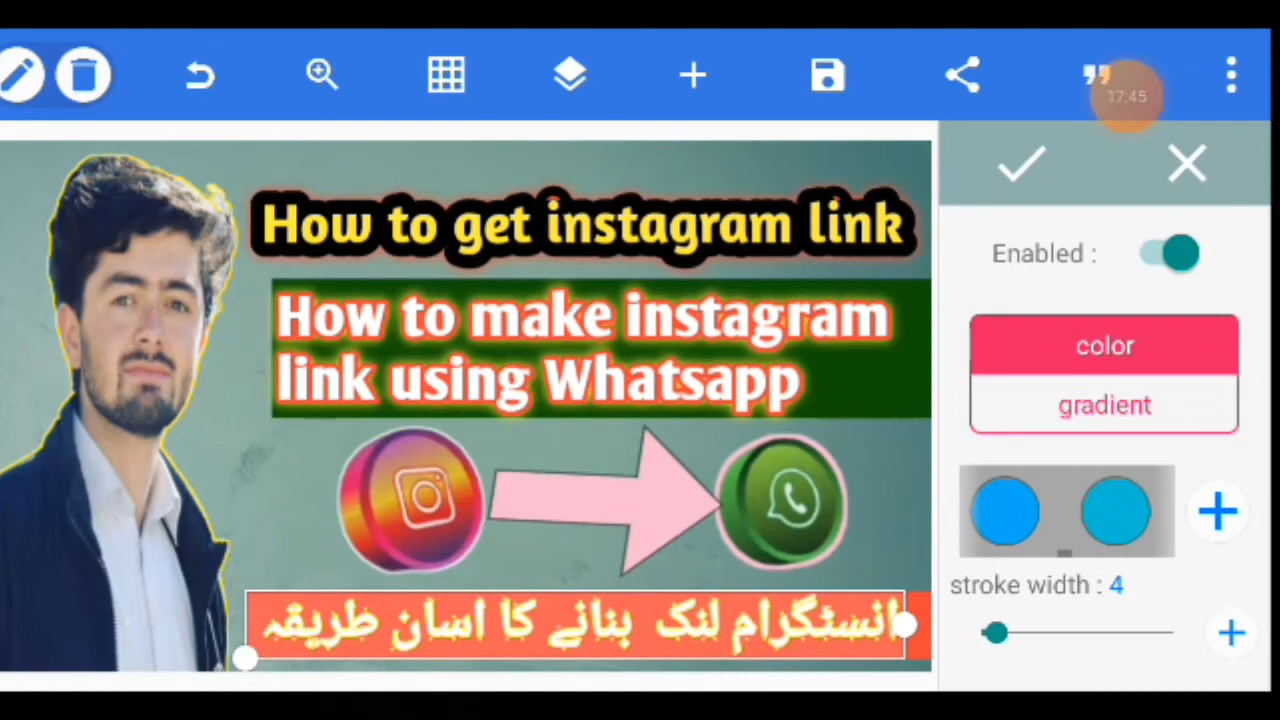 17:45
How to get instagram link
How to make instagram
link using Whatsapp
انسٹگرام لنک بنانے کا اسان طریقہ
Enabled :
color
gradient
stroke width : 4